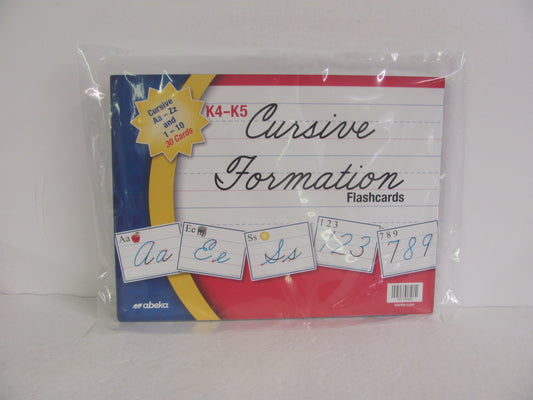 Cursive
Aa – Zz
and
1 – 10
30 Cards
K4–K5
Cursive
Formation
Flashcards
Aa
Aa
Ee
Ee
Ss
Ss
1 2 3
123
7 8 9
789
abeka